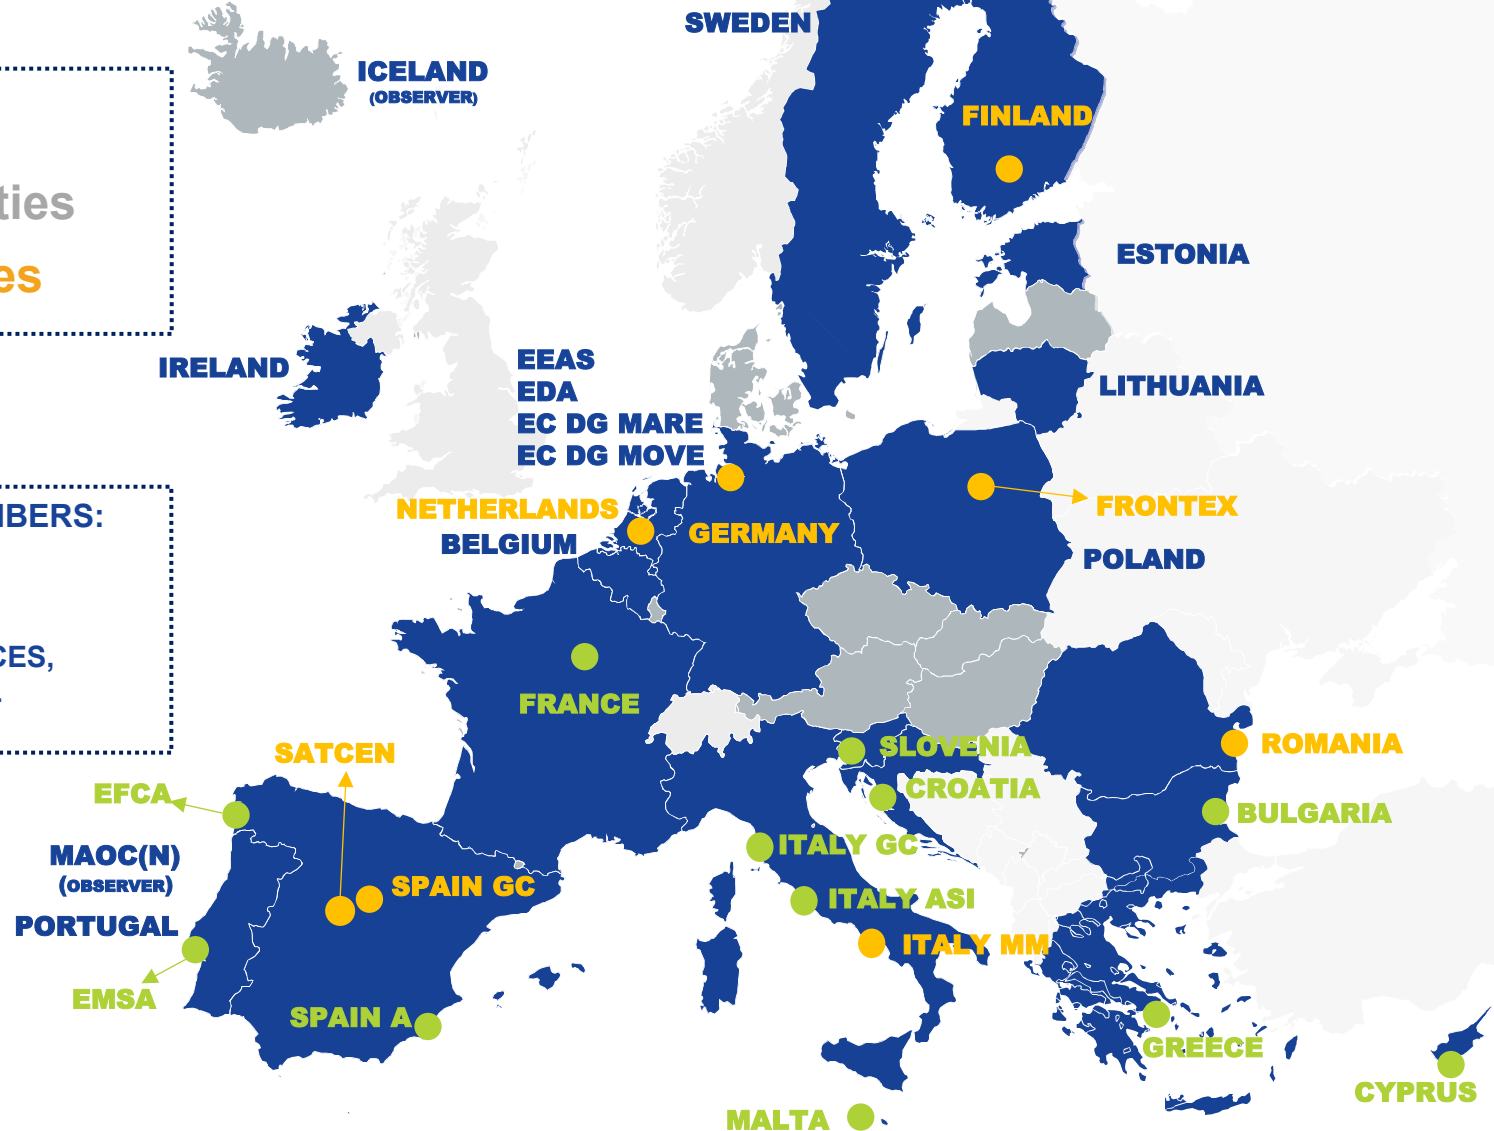 SWEDEN
ICELAND
(OBSERVER)
FINLAND
ties
es
ESTONIA
IRELAND
EEAS
EDA
EC DG MARE
EC DG MOVE
LITHUANIA
NETHERLANDS
BELGIUM
GERMANY
FRONTEX
POLAND
BERS:
CES,
FRANCE
SATCEN
SLOVENIA
ROMANIA
EFCA
CROATIA
BULGARIA
MAOC(N)
(OBSERVER)
ITALY GC
SPAIN GC
ITALY ASI
PORTUGAL
ITALY MM
EMSA
SPAIN A
GREECE
CYPRUS
MALTA